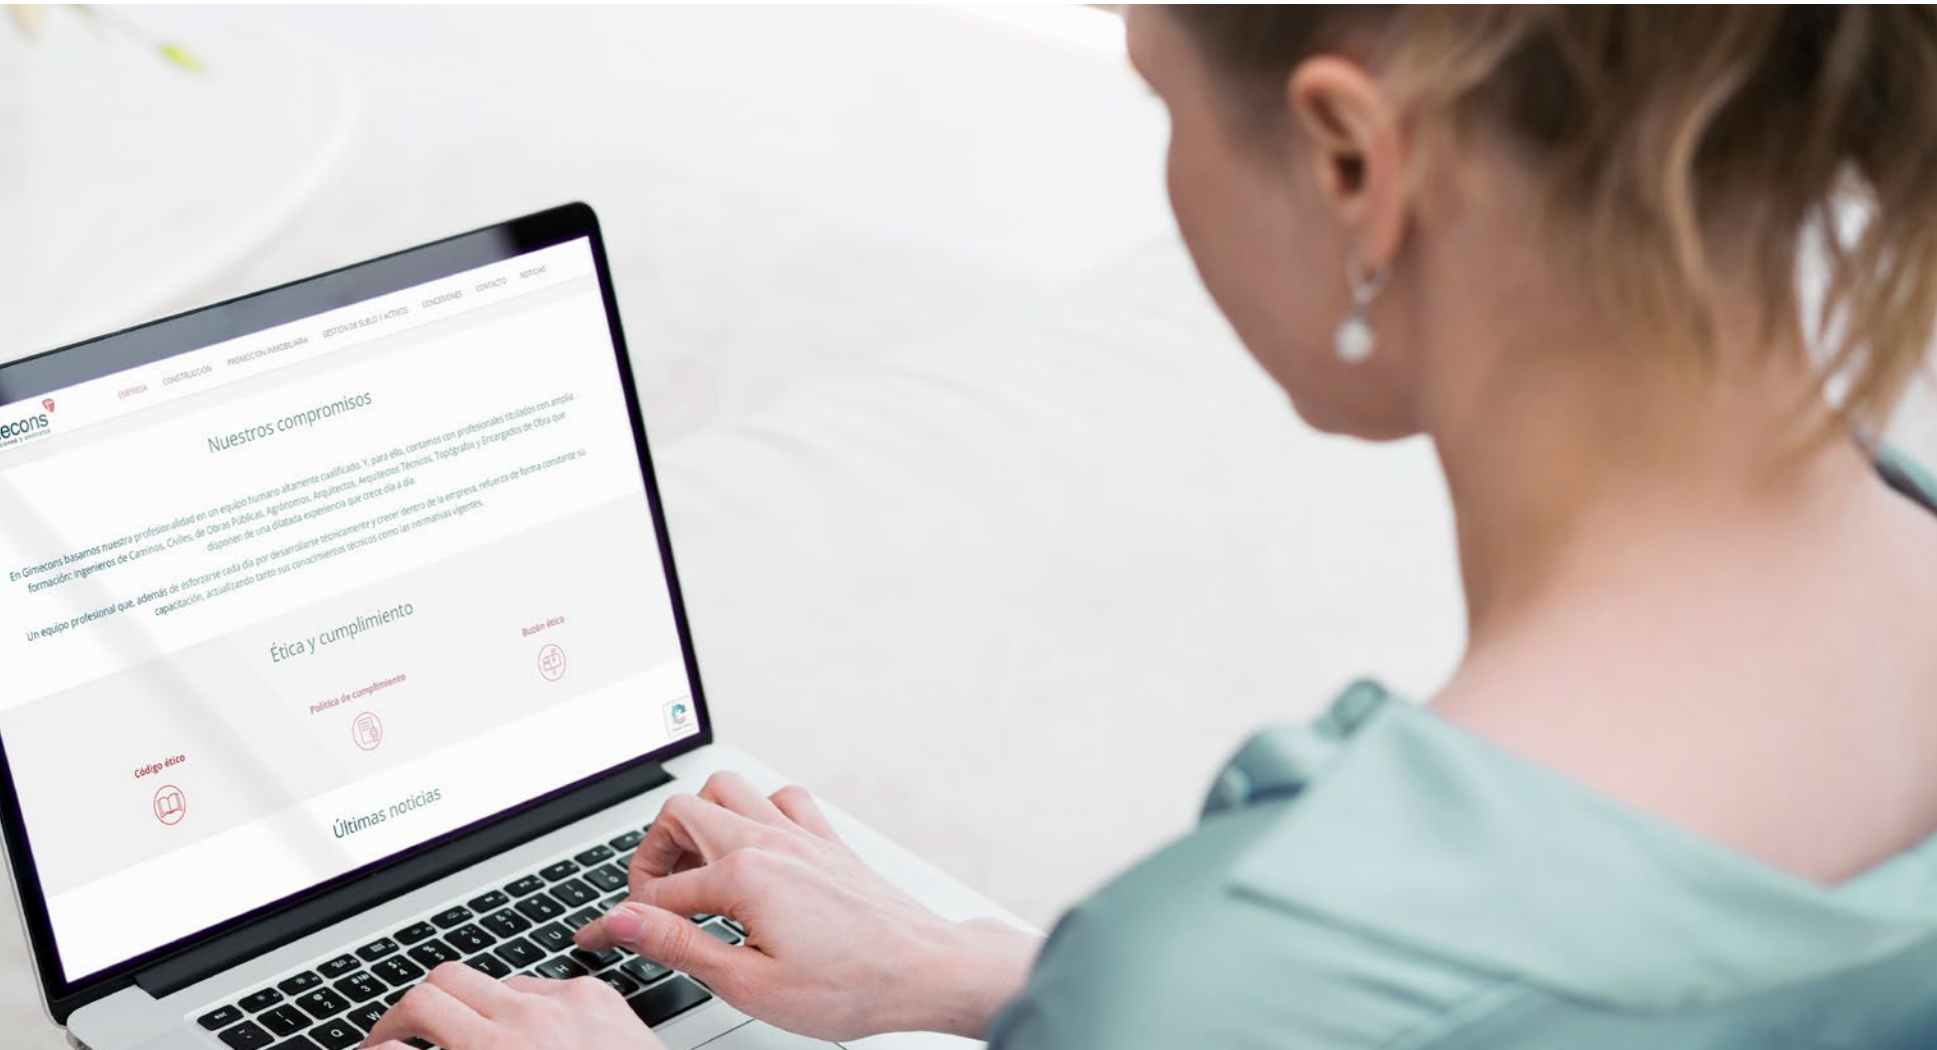 EMPRESA CONSTRUCCIÓN PROMOCIÓN INMOBILIARIA GESTIÓN DE SUELO Y ACTIVOS CONCESIONES CONTACTO NOTICIAS
econs
Nuestros compromisos
En Gimecons basamos nuestra profesionalidad en un equipo humano altamente cualificado. Y, para ello, contamos con profesionales titulados con amplia
formación: Ingenieros de Caminos, Civiles, de Obras Públicas, Agrónomos, Arquitectos, Arquitectos Técnicos, Topógrafos y Encargados de Obra que
disponen de una dilatada experiencia que crece día a día.
Un equipo profesional que, además de esforzarse cada día por desarrollarse técnicamente y crecer dentro de la empresa, refuerza de forma constante su
capacitación, actualizando tanto sus conocimientos técnicos como las normativas vigentes.
Ética y cumplimiento
Código ético
Política de cumplimiento
Buzón ético
Últimas noticias